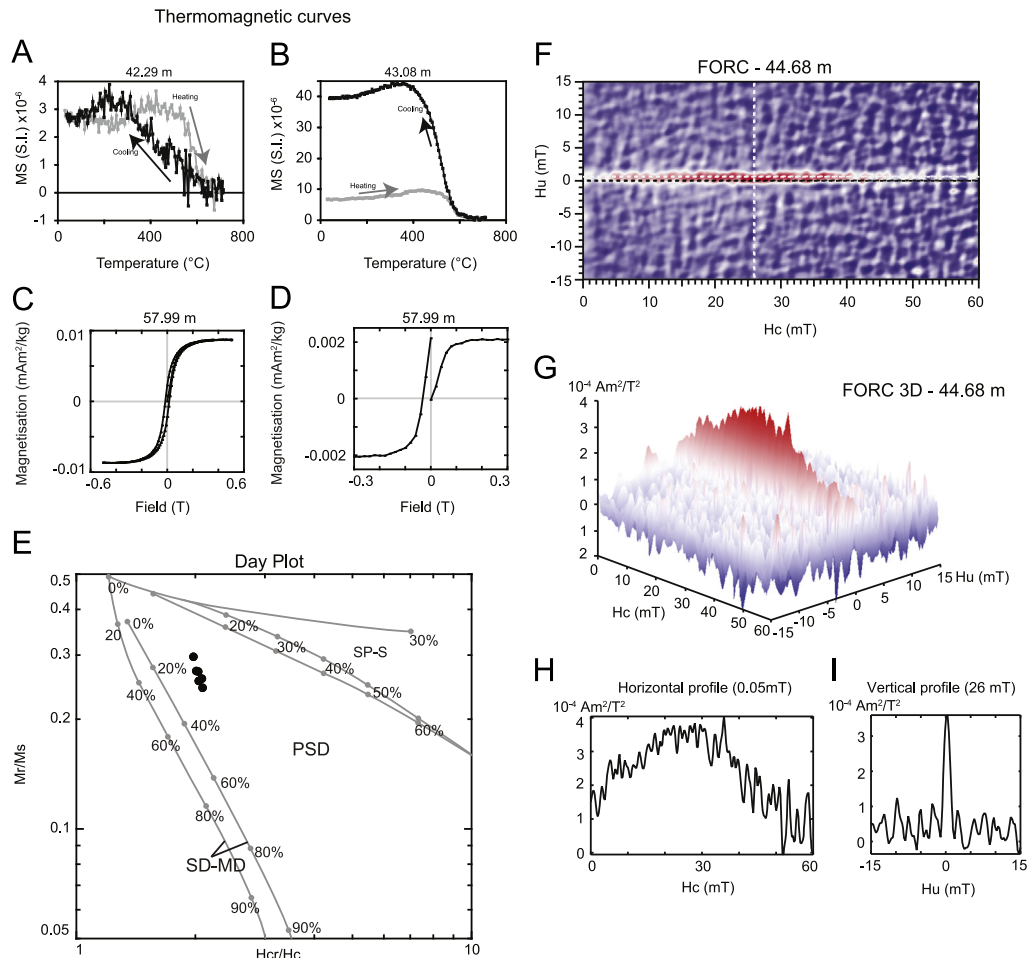 Thermomagnetic curves
A
42.29 m
MS (S.I.) x10-6
4
3
2
1
0
-1
Heating
Cooling
0 400 800
Temperature (°C)
B
43.08 m
MS (S.I.) x10-6
40
30
20
10
0
Cooling
Heating
0 200 400 600 800
Temperature (°C)
C
57.99 m
Magnetisation (mAm2/kg)
0.01
0
-0.01
-0.6 0 0.6
Field (T)
D
57.99 m
Magnetisation (mAm2/kg)
0.002
0
-0.002
-0.3 0 0.3
Field (T)
E
Day Plot
Mr/Ms
0.5
0.4
0.3
0.2
0.1
0.05
0%
20
40%
60%
80%
90%
0%
20%
40%
60%
80%
90%
20%
30%
40%
50%
60%
30%
SP-S
PSD
SD-MD
1 10
Hcr/Hc
F
FORC - 44.68 m
Hu (mT)
15
10
5
0
-5
-10
-15
0 10 20 30 40 50 60
Hc (mT)
G
FORC 3D - 44.68 m
10-4 Am2/T2
4
3
2
1
0
1
2
0 10 20 30 40 50 60
Hc (mT)
-15 -10 -5 0 5 10 15
Hu (mT)
H
Horizontal profile (0.05mT)
10-4 Am2/T2
4
3
2
1
0
0 30 60
Hc (mT)
I
Vertical profile (26 mT)
10-4 Am2/T2
3
2
1
0
-15 0 15
Hu (mT)